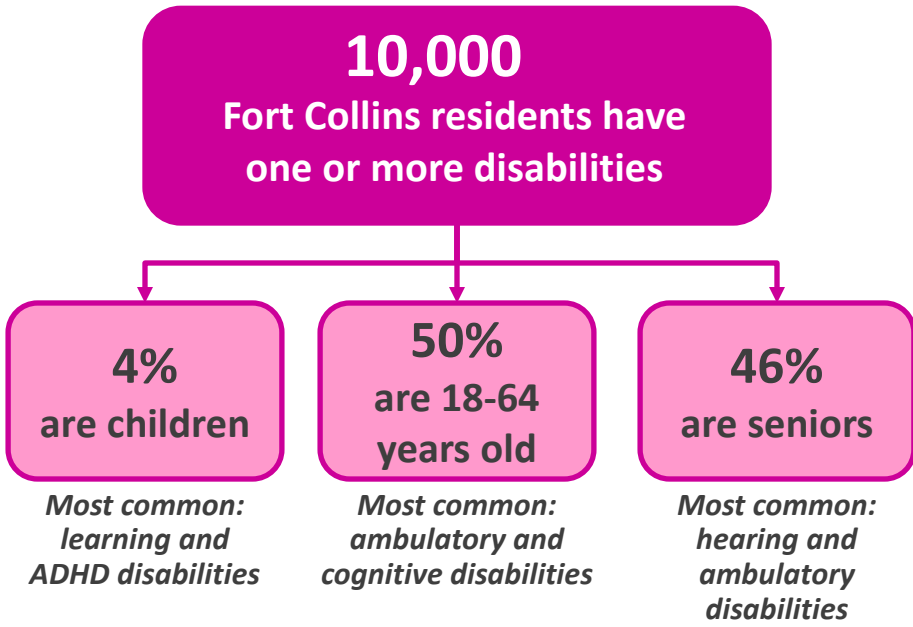 10,000
Fort Collins residents have
one or more disabilities
4%
are children
Most common:
learning and
ADHD disabilities
50%
are 18-64
years old
Most common:
ambulatory and
cognitive disabilities
46%
are seniors
Most common:
hearing and
ambulatory
disabilities